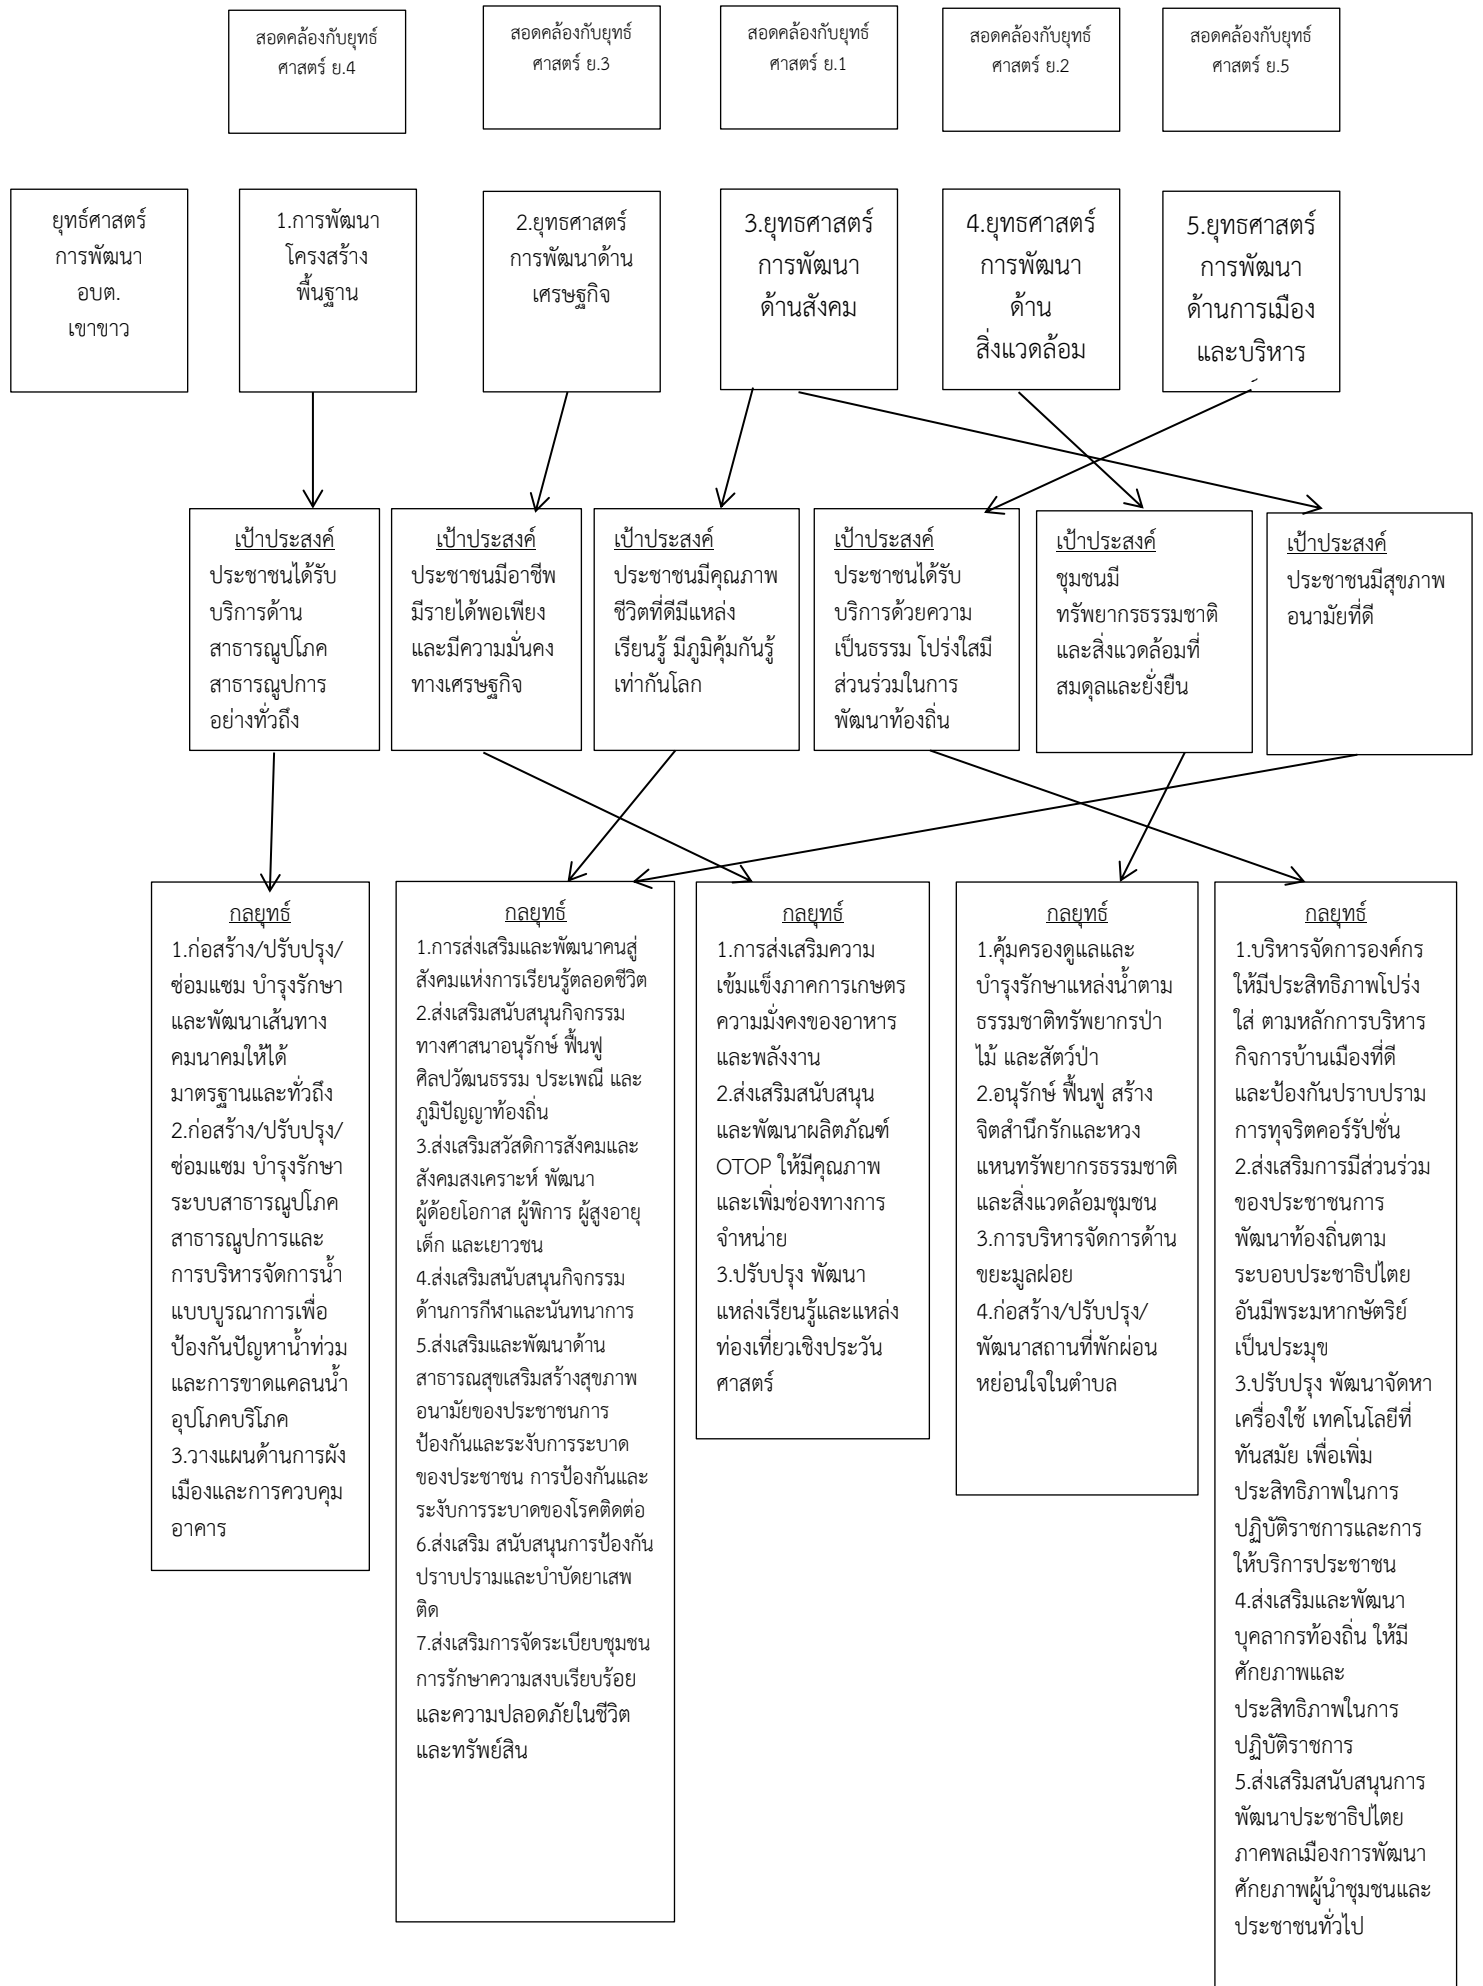 สอดคล้องกับยุทธ์
ศาสตร์ ย.4
สอดคล้องกับยุทธ์
ศาสตร์ ย.3
สอดคล้องกับยุทธ์
ศาสตร์ ย.1
สอดคล้องกับยุทธ์
ศาสตร์ ย.2
สอดคล้องกับยุทธ์
ศาสตร์ ย.5
ยุทธ์ศาสตร์
การพัฒนา
อบต.
เขาขาว
1.การพัฒนา
โครงสร้าง
พื้นฐาน
2.ยุทธศาสตร์
การพัฒนาด้าน
เศรษฐกิจ
3.ยุทธศาสตร์
การพัฒนา
ด้านสังคม
4.ยุทธศาสตร์
การพัฒนา
ด้าน
สิ่งแวดล้อม
5.ยุทธศาสตร์
การพัฒนา
ด้านการเมือง
และบริหาร
เป้าประสงค์
ประชาชนได้รับ
บริการด้าน
สาธารณูปโภค
สาธารณูปการ
อย่างทั่วถึง
เป้าประสงค์
ประชาชนมีอาชีพ
มีรายได้พอเพียง
และมีความมั่นคง
ทางเศรษฐกิจ
เป้าประสงค์
ประชาชนมีคุณภาพ
ชีวิตที่ดีมีแหล่ง
เรียนรู้ มีภูมิคุ้มกันรู้
เท่ากันโลก
เป้าประสงค์
ประชาชนได้รับ
บริการด้วยความ
เป็นธรรม โปร่งใสมี
ส่วนร่วมในการ
พัฒนาท้องถิ่น
เป้าประสงค์
ชุมชนมี
ทรัพยากรธรรมชาติ
และสิ่งแวดล้อมที่
สมดุลและยั่งยืน
เป้าประสงค์
ประชาชนมีสุขภาพ
อนามัยที่ดี
กลยุทธ์
1.ก่อสร้าง/ปรับปรุง/
ซ่อมแซม บำรุงรักษา
และพัฒนาเส้นทาง
คมนาคมให้ได้
มาตรฐานและทั่วถึง
2.ก่อสร้าง/ปรับปรุง/
ซ่อมแซม บำรุงรักษา
ระบบสาธารณูปโภค
สาธารณูปการและ
การบริหารจัดการน้ำ
แบบบูรณาการเพื่อ
ป้องกันปัญหาน้ำท่วม
และการขาดแคลนน้ำ
อุปโภคบริโภค
3.วางแผนด้านการผัง
เมืองและการควบคุม
อาคาร
กลยุทธ์
1.การส่งเสริมและพัฒนาคนสู่
สังคมแห่งการเรียนรู้ตลอดชีวิต
2.ส่งเสริมสนับสนุนกิจกรรม
ทางศาสนาอนุรักษ์ ฟื้นฟู
ศิลปวัฒนธรรม ประเพณี และ
ภูมิปัญญาท้องถิ่น
3.ส่งเสริมสวัสดิการสังคมและ
สังคมสงเคราะห์ พัฒนา
ผู้ด้อยโอกาส ผู้พิการ ผู้สูงอายุ
เด็ก และเยาวชน
4.ส่งเสริมสนับสนุนกิจกรรม
ด้านการกีฬาและนันทนาการ
5.ส่งเสริมและพัฒนาด้าน
สาธารณสุขเสริมสร้างสุขภาพ
อนามัยของประชาชนการ
ป้องกันและระงับการระบาด
ของประชาชน การป้องกันและ
ระงับการระบาดของโรคติดต่อ
6.ส่งเสริม สนับสนุนการป้องกัน
ปราบปรามและบำบัดยาเสพ
ติด
7.ส่งเสริมการจัดระเบียบชุมชน
การรักษาความสงบเรียบร้อย
และความปลอดภัยในชีวิต
และทรัพย์สิน
กลยุทธ์
1.การส่งเสริมความ
เข้มแข็งภาคการเกษตร
ความมั่งคงของอาหาร
และพลังงาน
2.ส่งเสริมสนับสนุน
และพัฒนาผลิตภัณฑ์
OTOP ให้มีคุณภาพ
และเพิ่มช่องทางการ
จำหน่าย
3.ปรับปรุง พัฒนา
แหล่งเรียนรู้และแหล่ง
ท่องเที่ยวเชิงประวัน
ศาสตร์
กลยุทธ์
1.คุ้มครองดูแลและ
บำรุงรักษาแหล่งน้ำตาม
ธรรมชาติทรัพยากรป่า
ไม้ และสัตว์ป่า
2.อนุรักษ์ ฟื้นฟู สร้าง
จิตสำนึกรักและหวง
แหนทรัพยากรธรรมชาติ
และสิ่งแวดล้อมชุมชน
3.การบริหารจัดการด้าน
ขยะมูลฝอย
4.ก่อสร้าง/ปรับปรุง/
พัฒนาสถานที่พักผ่อน
หย่อนใจในตำบล
กลยุทธ์
1.บริหารจัดการองค์กร
ให้มีประสิทธิภาพโปร่ง
ใส่ ตามหลักการบริหาร
กิจการบ้านเมืองที่ดี
และป้องกันปราบปราม
การทุจริตคอร์รัปชั่น
2.ส่งเสริมการมีส่วนร่วม
ของประชาชนการ
พัฒนาท้องถิ่นตาม
ระบอบประชาธิปไตย
อันมีพระมหากษัตริย์
เป็นประมุข
3.ปรับปรุง พัฒนาจัดหา
เครื่องใช้ เทคโนโลยีที่
ทันสมัย เพื่อเพิ่ม
ประสิทธิภาพในการ
ปฏิบัติราชการและการ
ให้บริการประชาชน
4.ส่งเสริมและพัฒนา
บุคลากรท้องถิ่น ให้มี
ศักยภาพและ
ประสิทธิภาพในการ
ปฏิบัติราชการ
5.ส่งเสริมสนับสนุนการ
พัฒนาประชาธิปไตย
ภาคพลเมืองการพัฒนา
ศักยภาพผู้นำชุมชนและ
ประชาชนทั่วไป